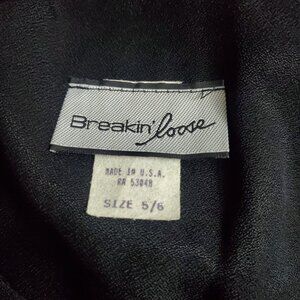 Breakin' loose
MADE IN U.S.A.
RN 53048
SIZE 5/6